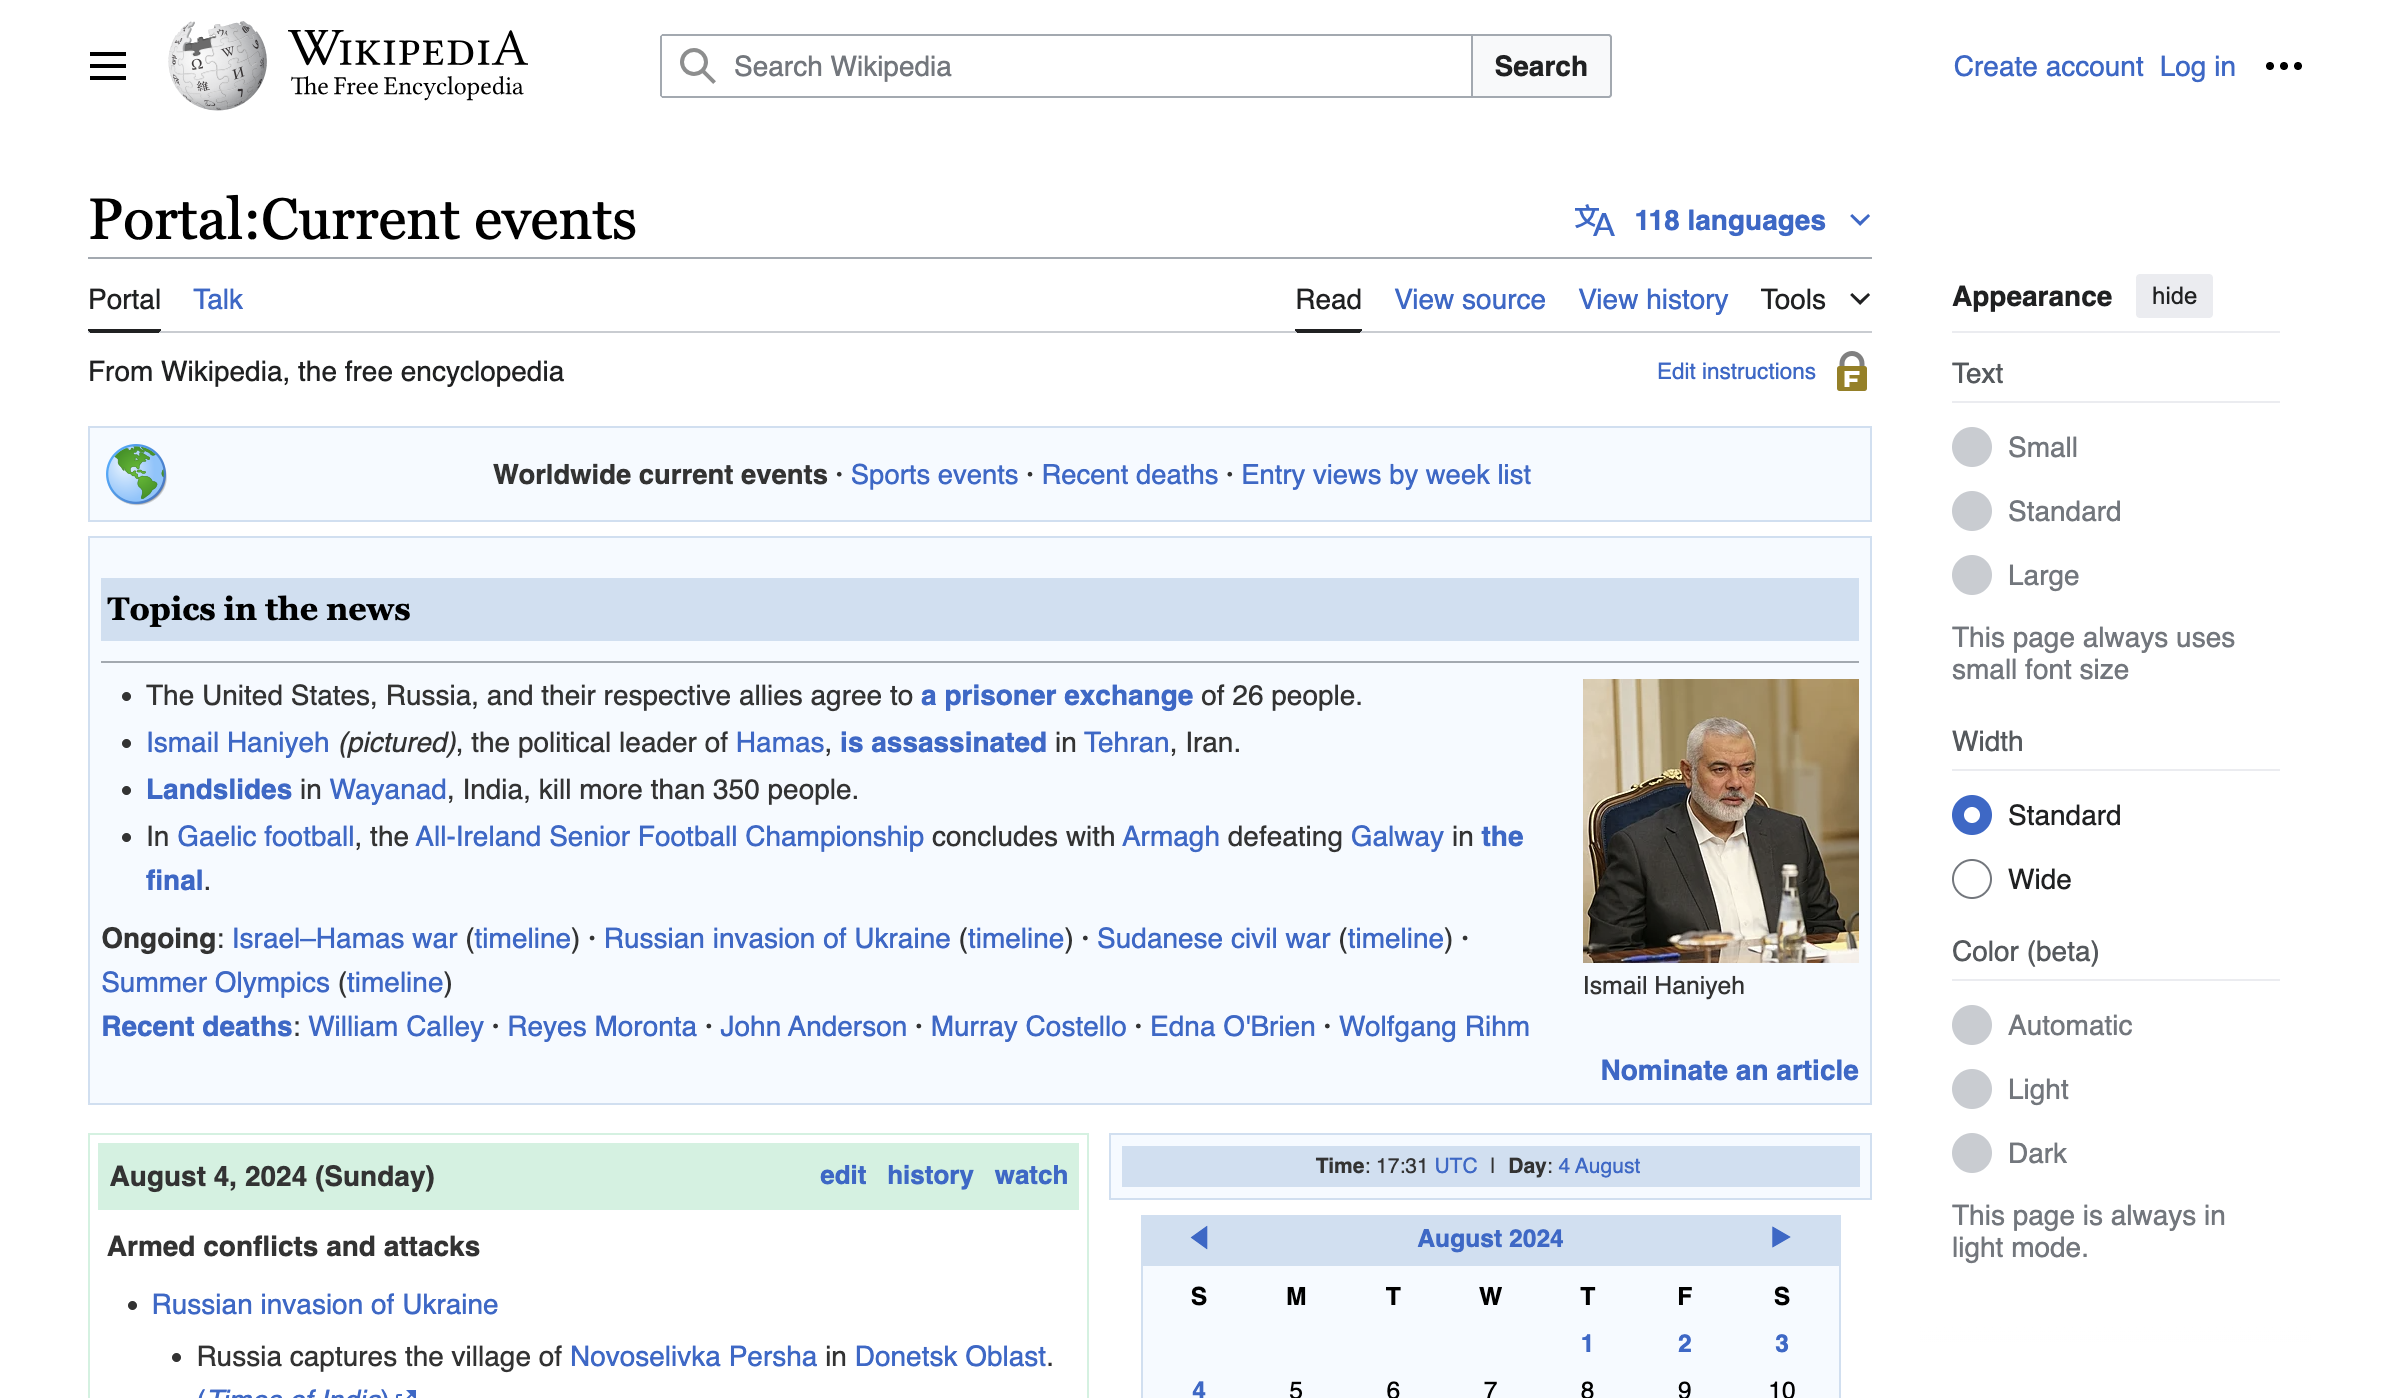 WIKIPEDIA
The Free Encyclopedia
Search Wikipedia
Search
Create account Log in
Portal:Current events
118 languages
Portal Talk
Read View source View history Tools
From Wikipedia, the free encyclopedia
Edit instructions
F
Worldwide current events · Sports events · Recent deaths · Entry views by week list
Topics in the news
• The United States, Russia, and their respective allies agree to a prisoner exchange of 26 people.
• Ismail Haniyeh (pictured), the political leader of Hamas, is assassinated in Tehran, Iran.
• Landslides in Wayanad, India, kill more than 350 people.
• In Gaelic football, the All-Ireland Senior Football Championship concludes with Armagh defeating Galway in the
final.
Ismail Haniyeh
Ongoing: Israel–Hamas war (timeline) · Russian invasion of Ukraine (timeline) · Sudanese civil war (timeline) ·
Summer Olympics (timeline)
Recent deaths: William Calley · Reyes Moronta · John Anderson · Murray Costello · Edna O'Brien · Wolfgang Rihm
Nominate an article
August 4, 2024 (Sunday)
edit history watch
Armed conflicts and attacks
• Russian invasion of Ukraine
• Russia captures the village of Novoselivka Persha in Donetsk Oblast.
(Times of India)
Time: 17:31 UTC | Day: 4 August
August 2024
S M T W T F S
1 2 3
4 5 6 7 8 9 10
Appearance hide
Text
Small
Standard
Large
This page always uses
small font size
Width
Standard
Wide
Color (beta)
Automatic
Light
Dark
This page is always in
light mode.